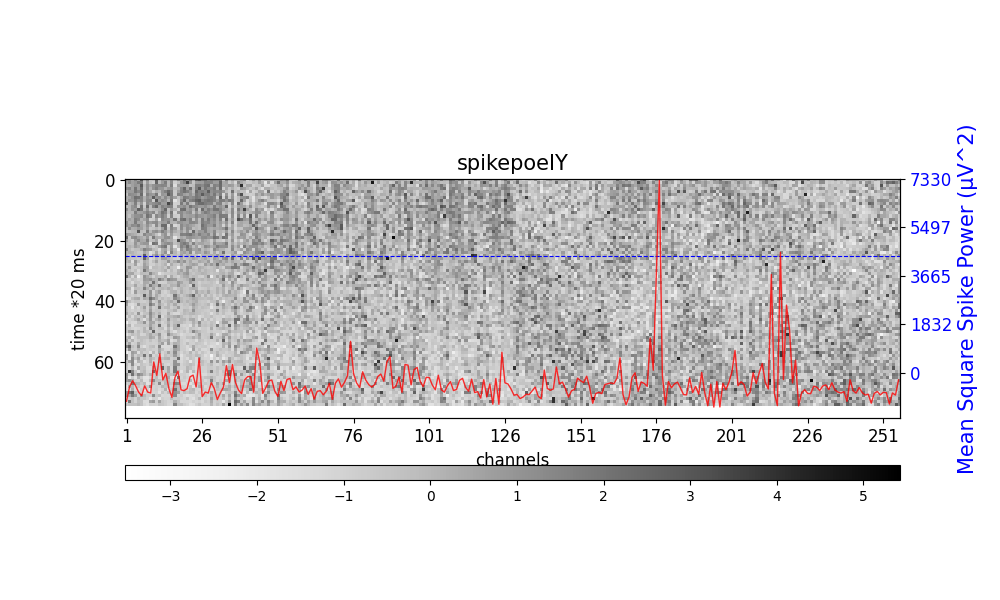 spikepoelY
0
20
40
60
time *20 ms
7330
5497
3665
1832
0
Mean Square Spike Power (µV^2)
1 26 51 76 101 126 151 176 201 226 251
channels
−3 −2 −1 0 1 2 3 4 5